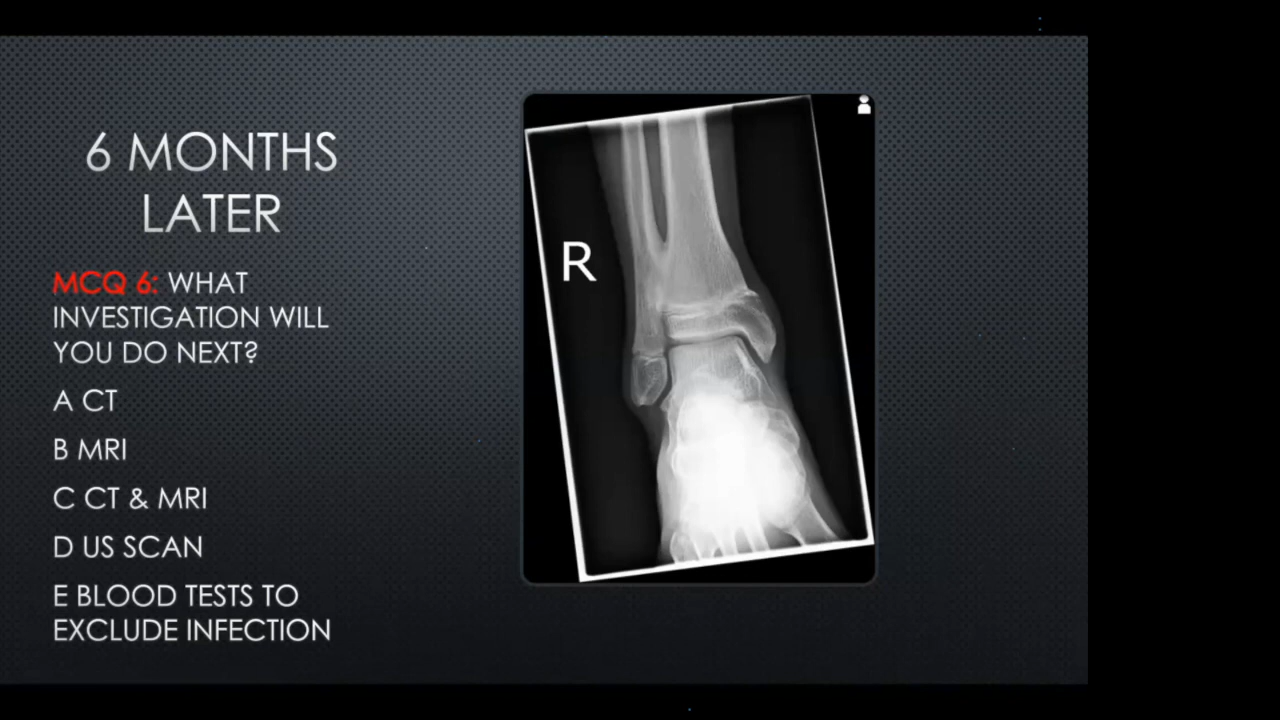 6 MONTHS
LATER
MCQ 6: WHAT
INVESTIGATION WILL
YOU DO NEXT?
A CT
B MRI
C CT & MRI
D US SCAN
E BLOOD TESTS TO
EXCLUDE INFECTION
R